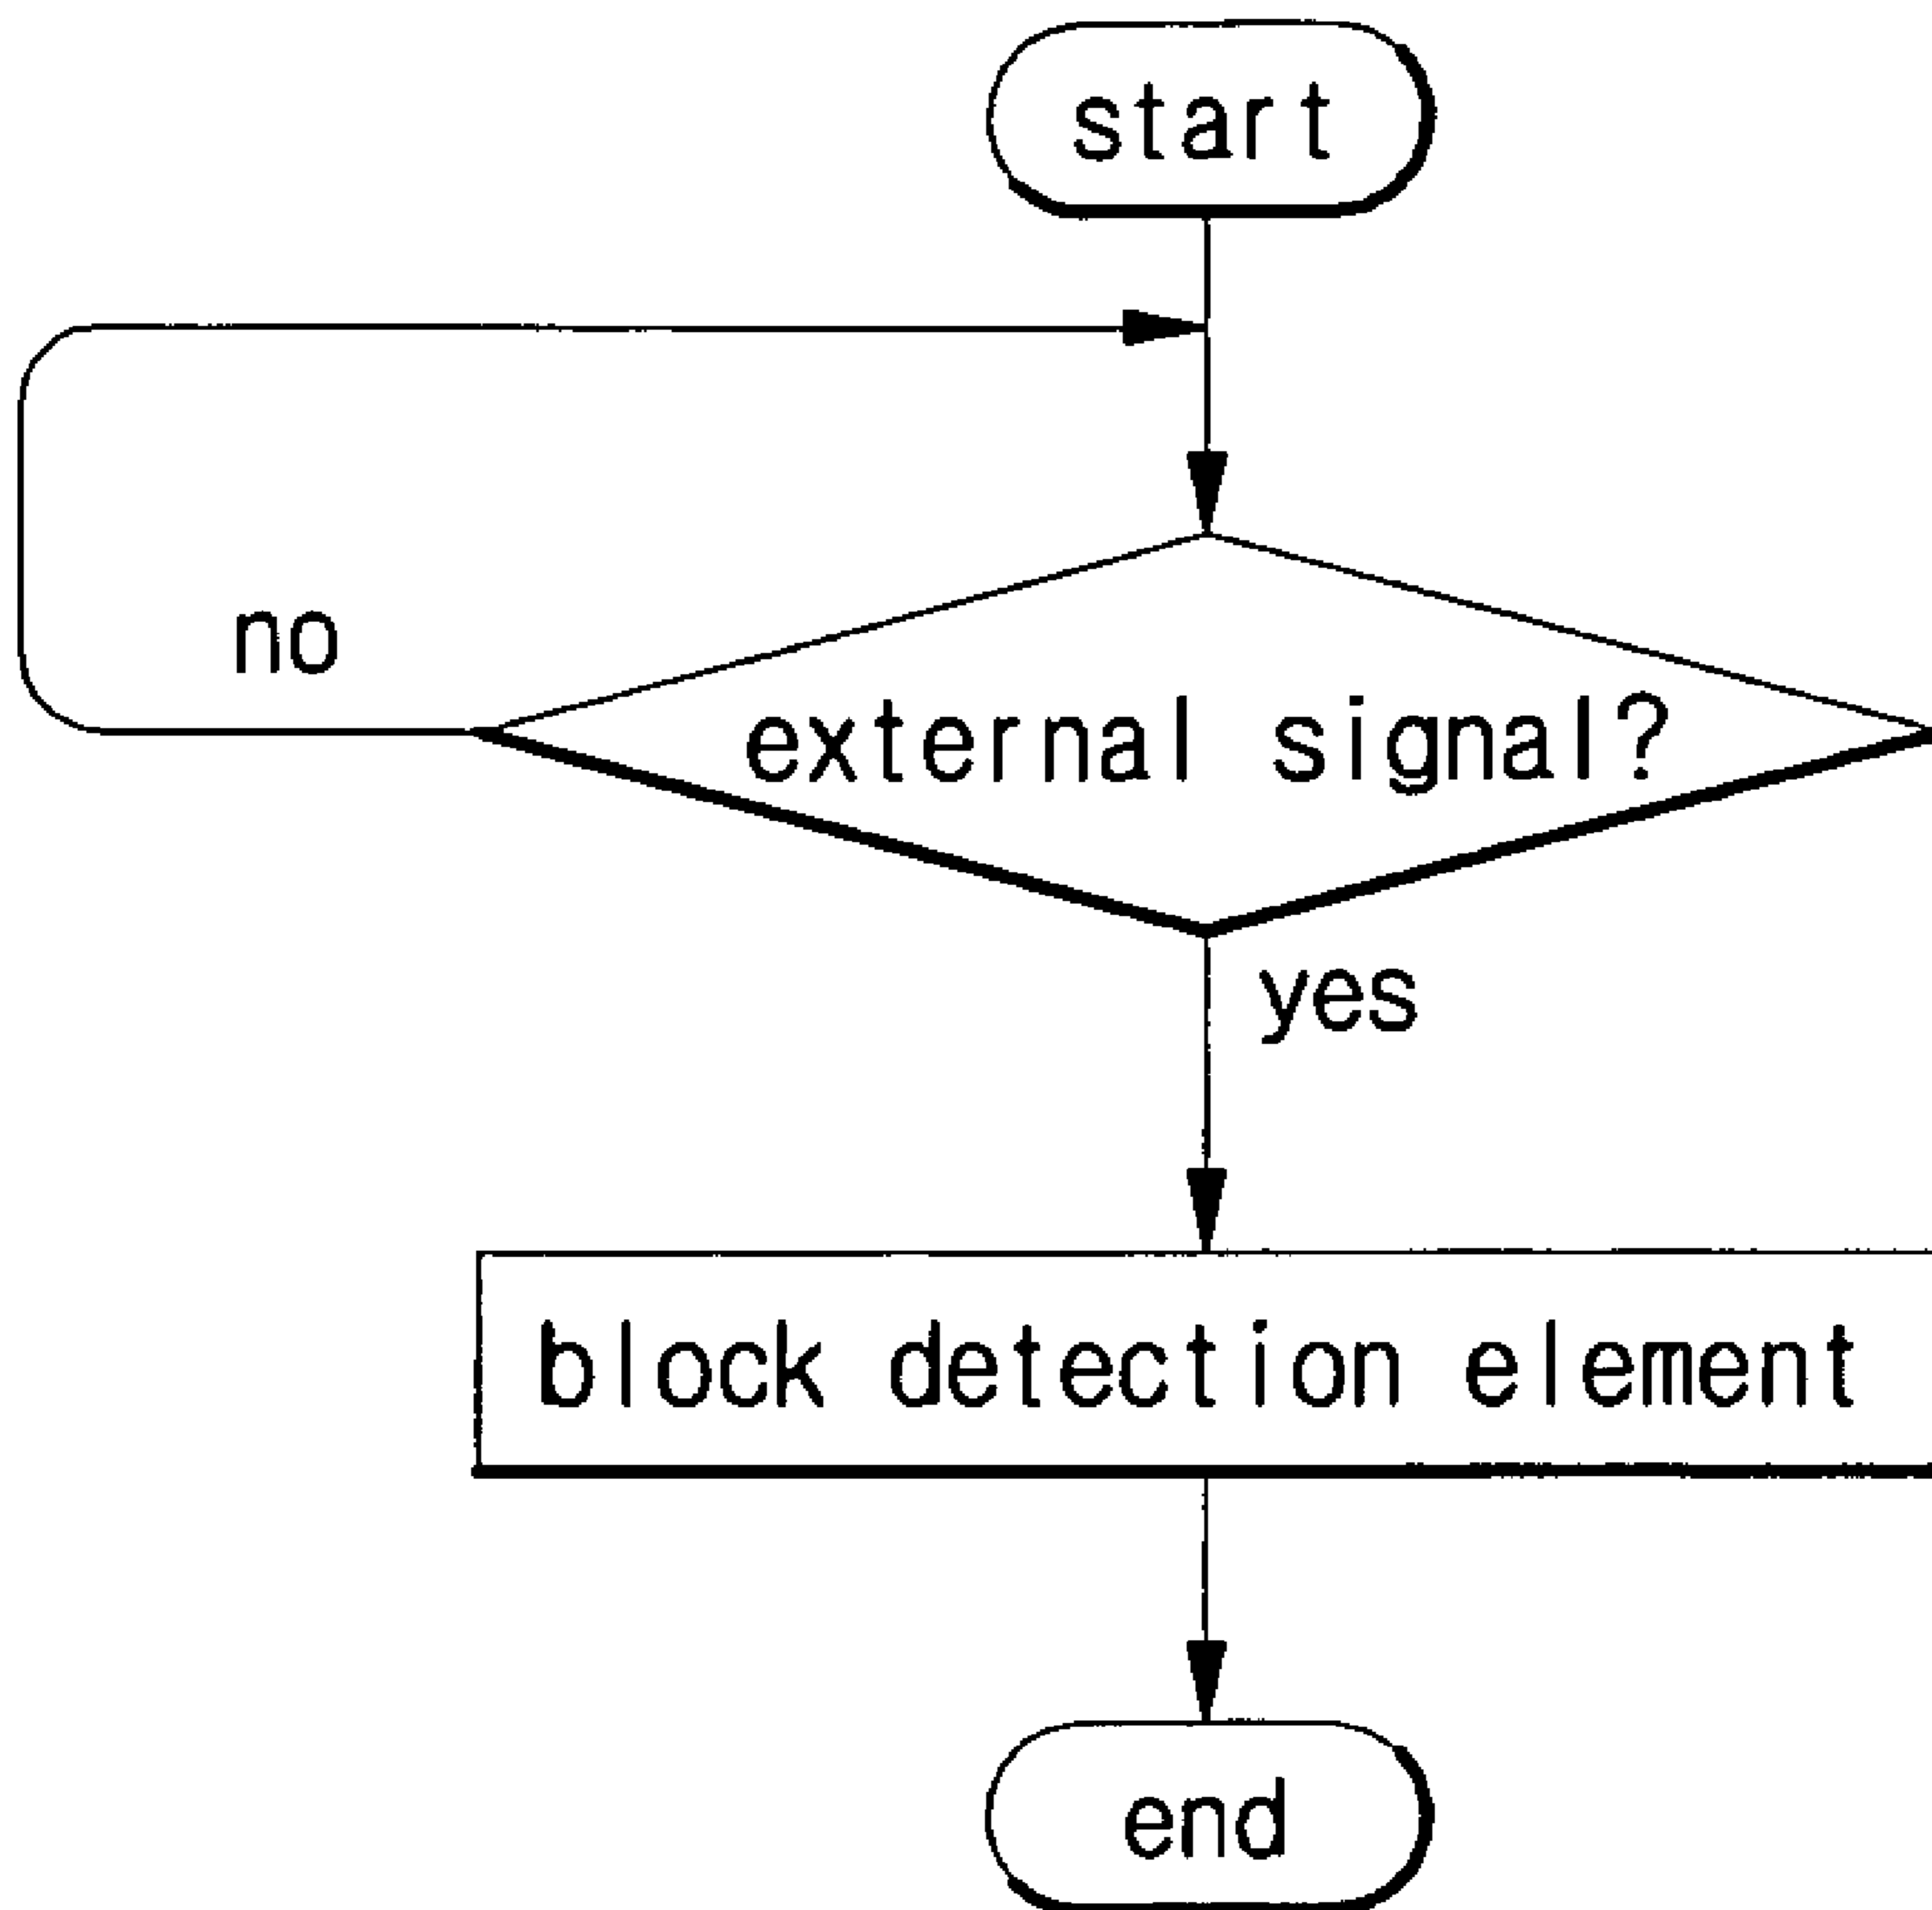 start
no
external signal?
yes
block detection element
end